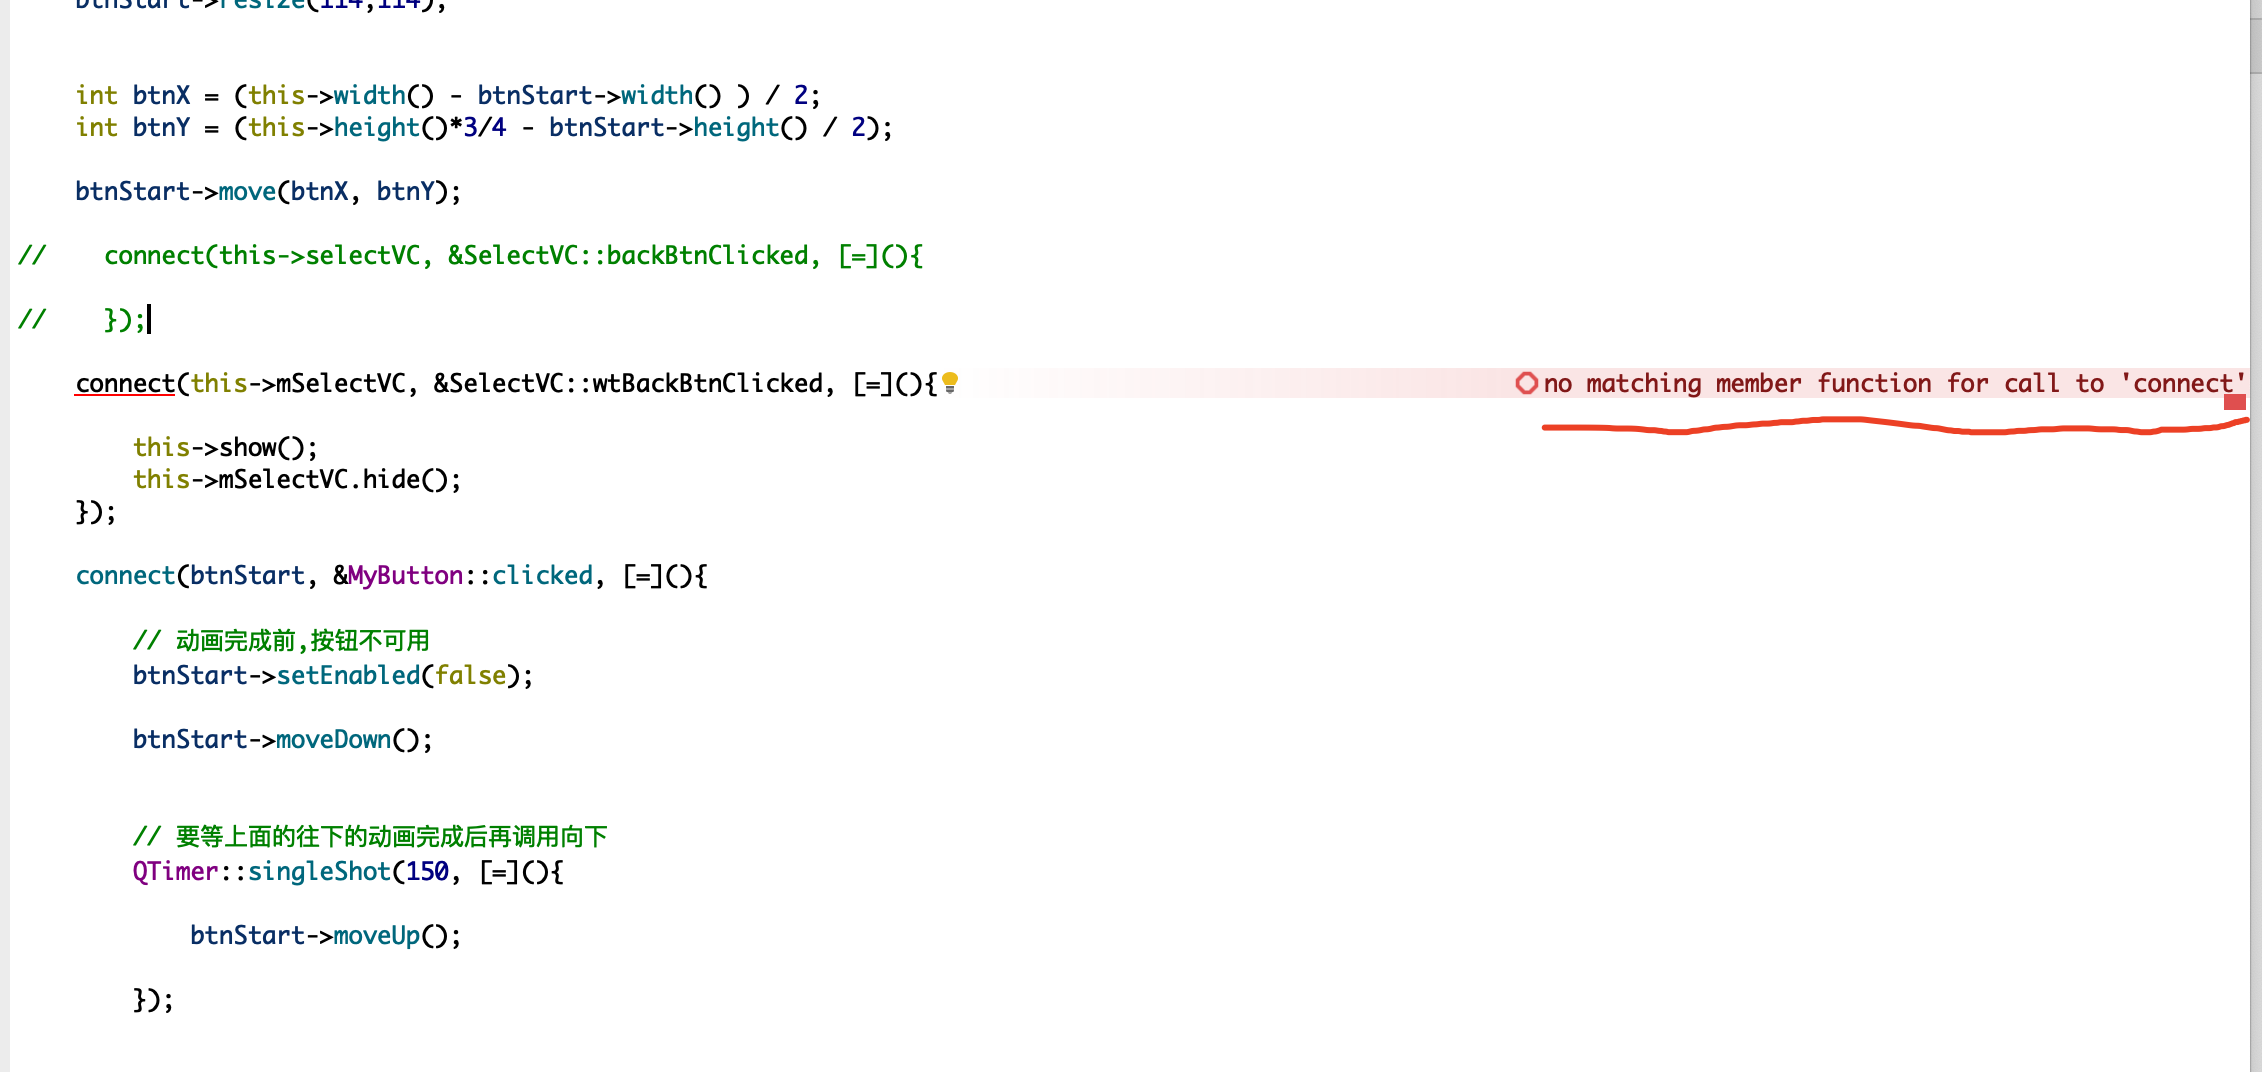 btnStart->resize(114,114);
int btnX = (this->width() - btnStart->width() ) / 2;
int btnY = (this->height()*3/4 - btnStart->height() / 2);
btnStart->move(btnX, btnY);
//    connect(this->selectVC, &SelectVC::backBtnClicked, [=](){
//    });
connect(this->mSelectVC, &SelectVC::wtBackBtnClicked, [=](){ no matching member function for call to 'connect'
this->show();
this->mSelectVC.hide();
});
connect(btnStart, &MyButton::clicked, [=](){
// 动画完成前,按钮不可用
btnStart->setEnabled(false);
btnStart->moveDown();
// 要等上面的往下的动画完成后再调用向下
QTimer::singleShot(150, [=](){
btnStart->moveUp();
});